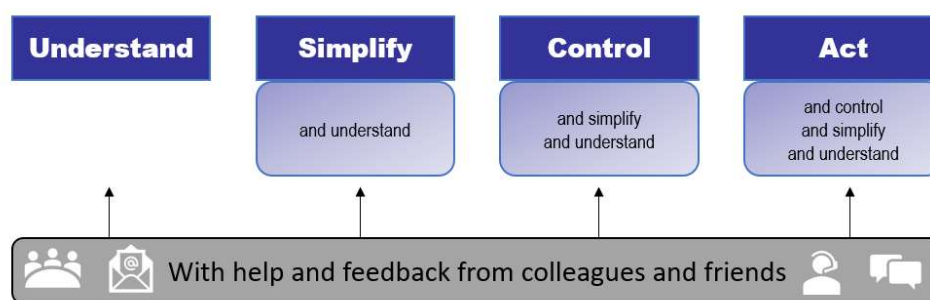 Understand
Simplify
and understand
Control
and simplify
and understand
Act
and control
and simplify
and understand
@
With help and feedback from colleagues and friends